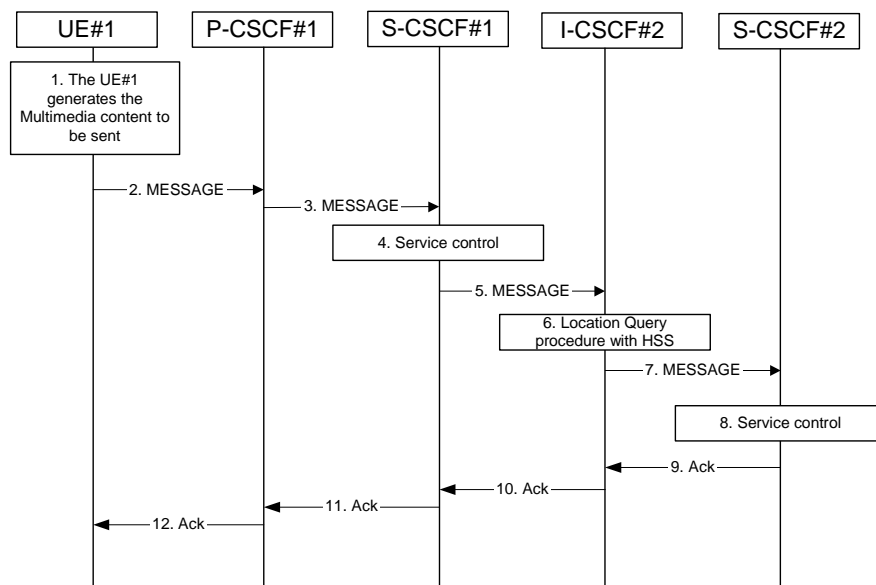 UE#1
P-CSCF#1
S-CSCF#1
I-CSCF#2
S-CSCF#2
1. The UE#1
generates the
Multimedia content to
be sent
2. MESSAGE
3. MESSAGE
4. Service control
5. MESSAGE
6. Location Query
procedure with HSS
7. MESSAGE
8. Service control
9. Ack
10. Ack
11. Ack
12. Ack